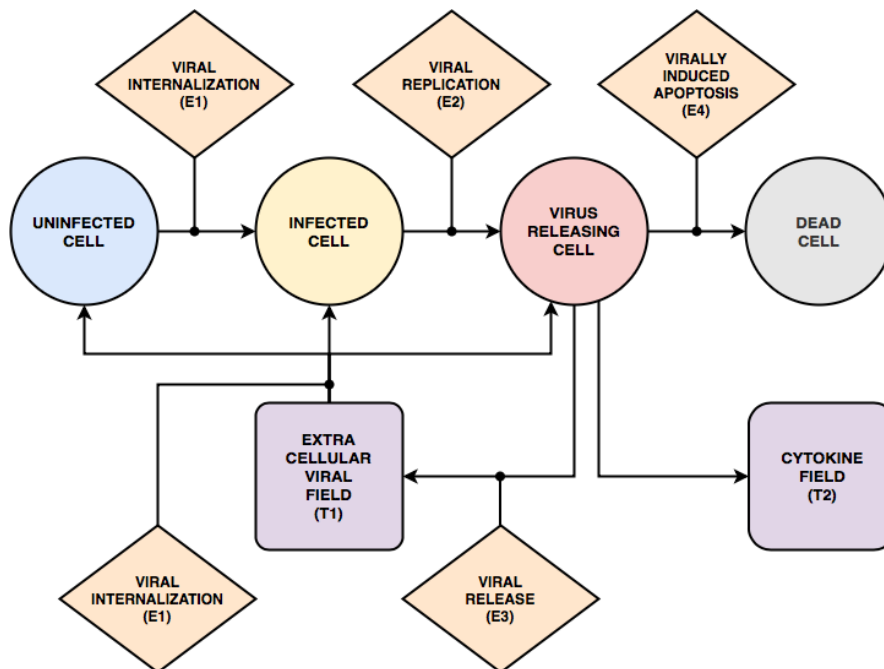 VIRAL
INTERNALIZATION
(E1)
VIRAL
REPLICATION
(E2)
VIRALLY
INDUCED
APOPTOSIS
(E4)
UNINFECTED
CELL
INFECTED
CELL
VIRUS
RELEASING
CELL
DEAD
CELL
EXTRA
CELLULAR
VIRAL
FIELD
(T1)
CYTOKINE
FIELD
(T2)
VIRAL
INTERNALIZATION
(E1)
VIRAL
RELEASE
(E3)